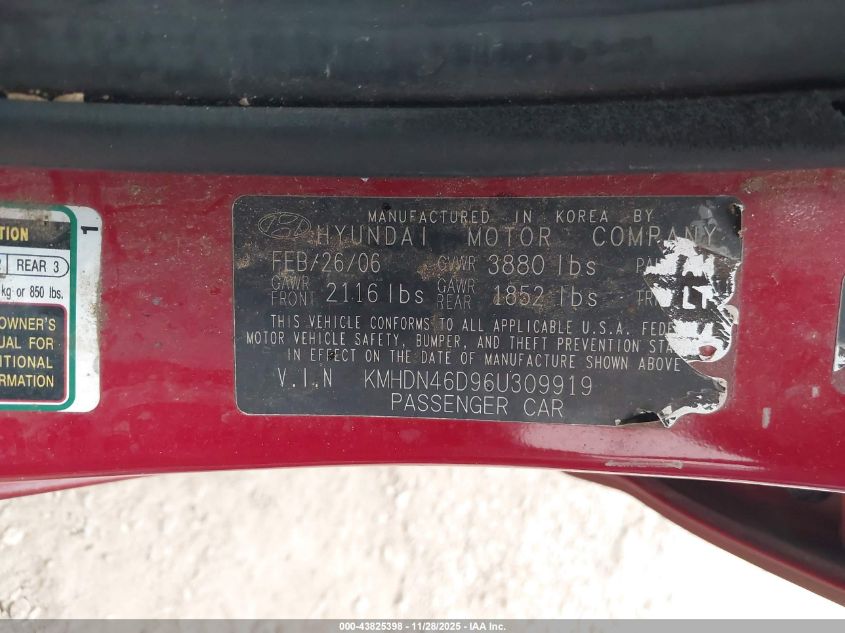 TION
REAR 3
kg or 850 lbs.
OWNER'S
UAL FOR
ITIONAL
RMATION
1
MANUFACTURED IN KOREA BY
HYUNDAI MOTOR COMPANY
FEB/26/06 GVWR 3880 lbs
GAWR FRONT 2116 lbs GAWR REAR 1852 lbs
THIS VEHICLE CONFORMS TO ALL APPLICABLE U.S.A. FEDE
MOTOR VEHICLE SAFETY, BUMPER, AND THEFT PREVENTION STA
IN EFFECT ON THE DATE OF MANUFACTURE SHOWN ABOVE
V.I.N KMHDN46D96U309919
PASSENGER CAR
LT
000-43825398 - 11/28/2025 - IAA Inc.